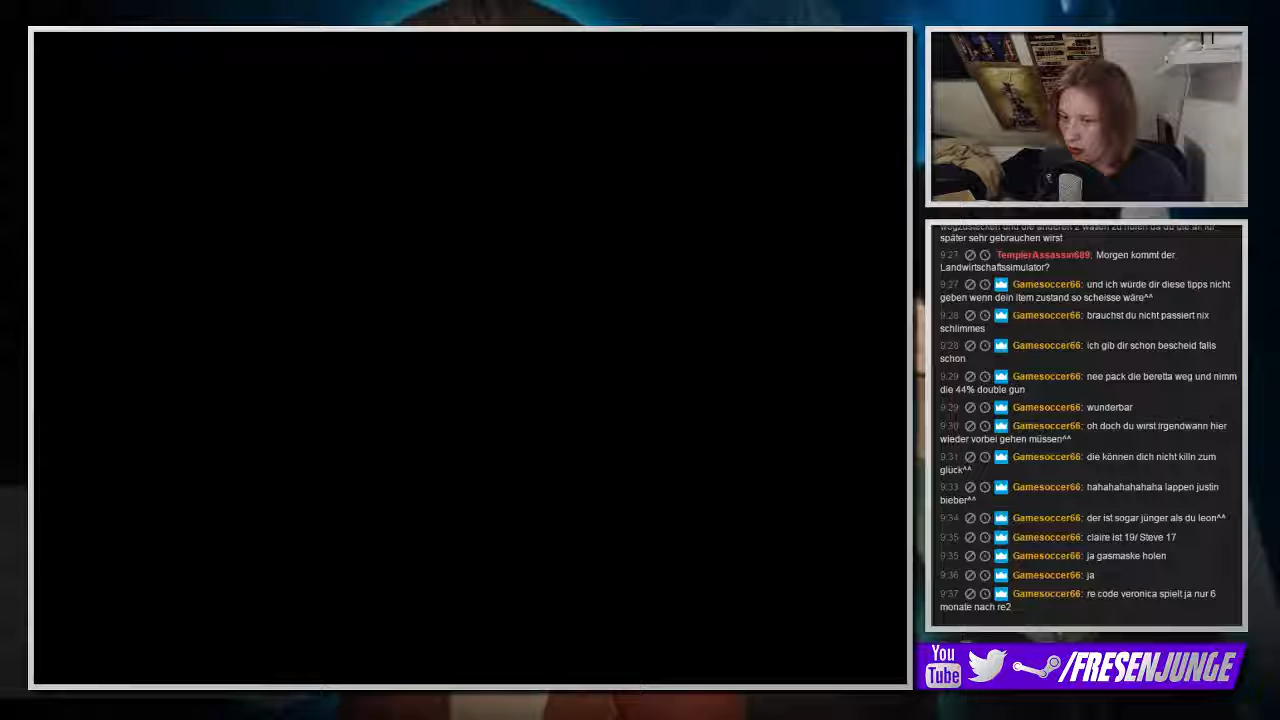 später sehr gebrauchen wirst
9:27 TemplerAssassin689: Morgen kommt der
Landwirtschaftssimulator?
9:27 Gamesoccer66: und ich würde dir diese tipps nicht
geben wenn dein item zustand so scheisse wäre^^
9:28 Gamesoccer66: brauchst du nicht passiert nix
schlimmes
9:28 Gamesoccer66: ich gib dir schon bescheid falls
schon
9:29 Gamesoccer66: nee pack die beretta weg und nimm
die 44% double gun
9:29 Gamesoccer66: wunderbar
9:30 Gamesoccer66: oh doch du wirst irgendwann hier
wieder vorbei gehen müssen^^
9:31 Gamesoccer66: die können dich nicht killn zum
glück^^
9:33 Gamesoccer66: hahahahahahaha lappen justin
bieber^^
9:34 Gamesoccer66: der ist sogar jünger als du leon^^
9:35 Gamesoccer66: claire ist 19/ Steve 17
9:35 Gamesoccer66: ja gasmaske holen
9:36 Gamesoccer66: ja
9:37 Gamesoccer66: re code veronica spielt ja nur 6
monate nach re2
You
Tube
/FRESENJUNGE